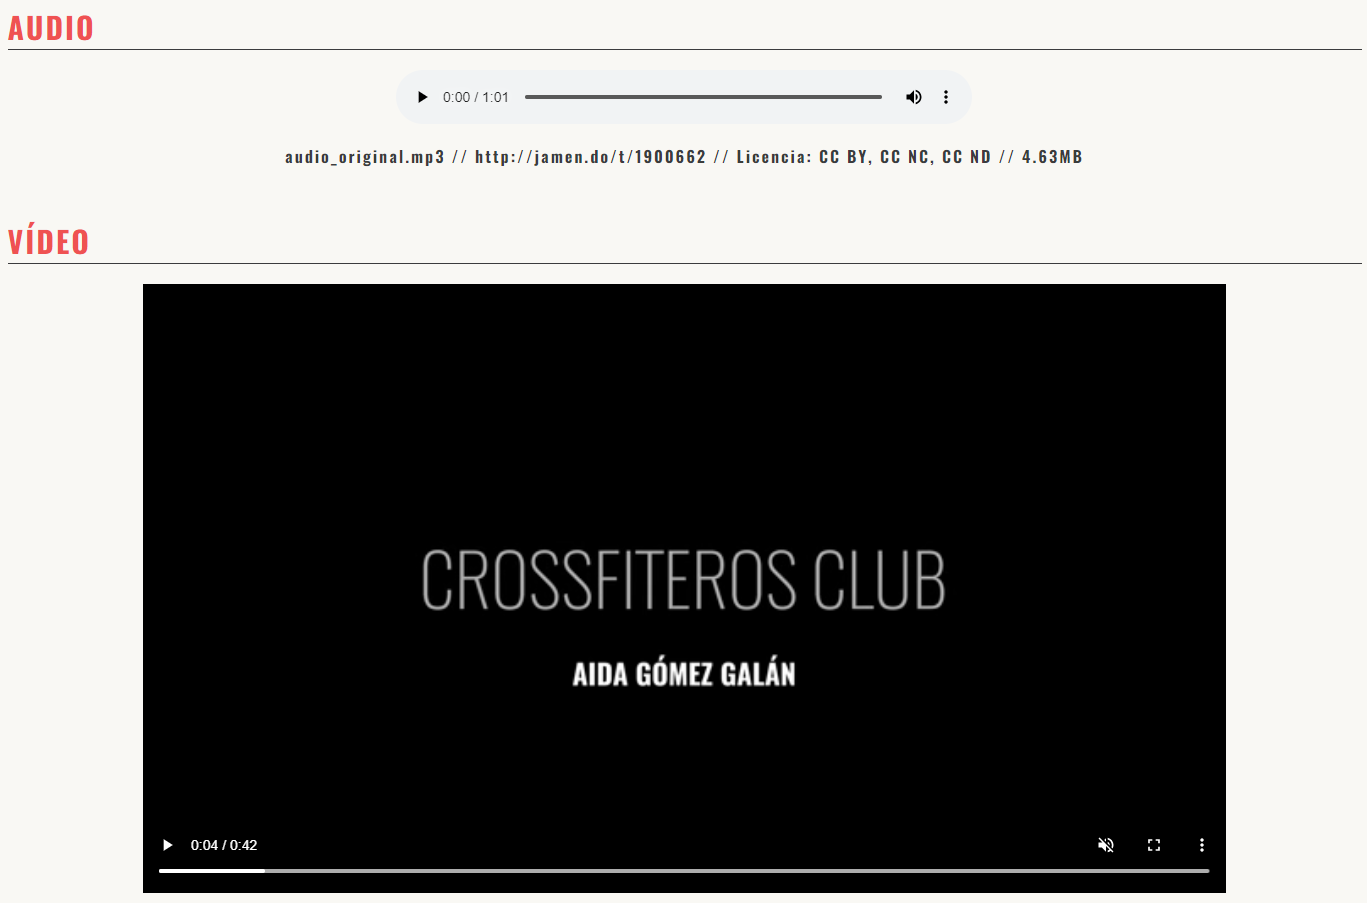 AUDIO
0:00 / 1:01
audio_original.mp3 // http://jamen.do/t/1900662 // Licencia: CC BY, CC NC, CC ND // 4.63MB
VÍDEO
CROSSFITEROS CLUB
AIDA GÓMEZ GALÁN
0:04 / 0:42